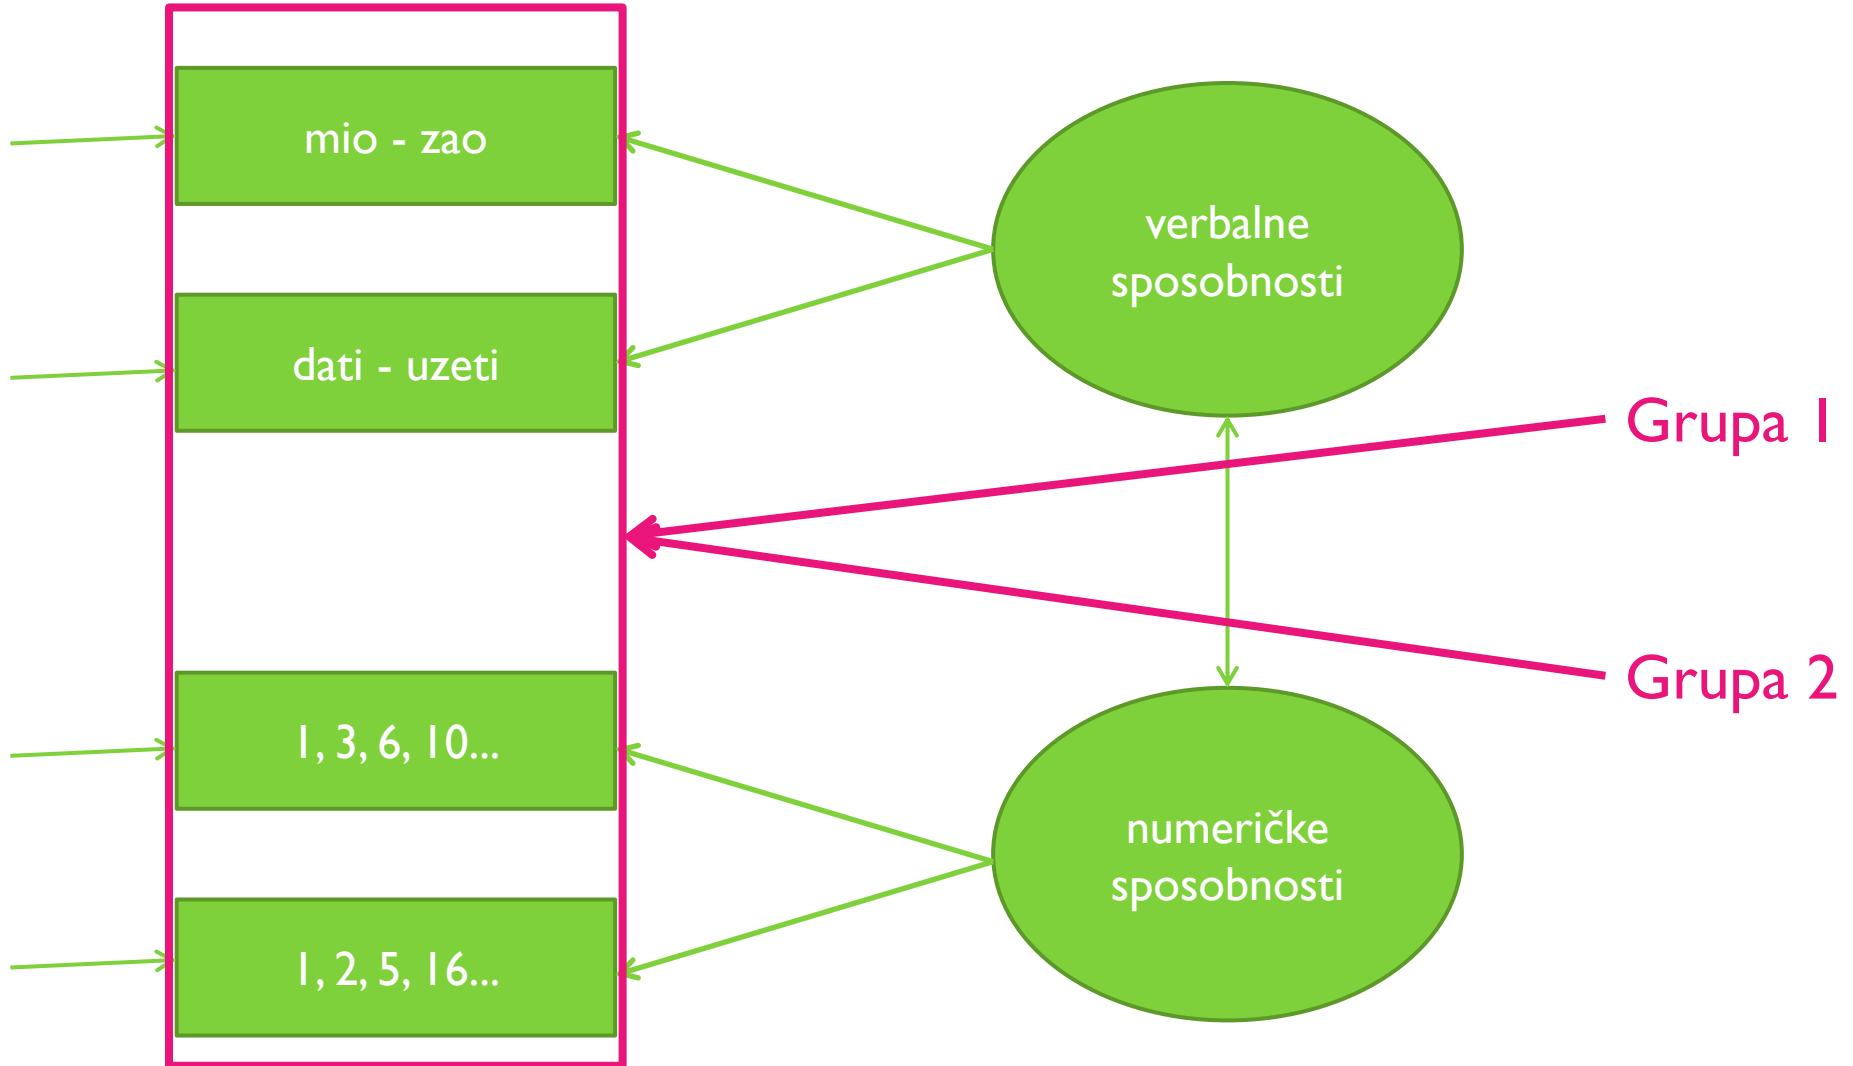 mio - zao
verbalne
sposobnosti
dati - uzeti
Grupa 1
Grupa 2
1, 3, 6, 10...
numeričke
sposobnosti
1, 2, 5, 16...